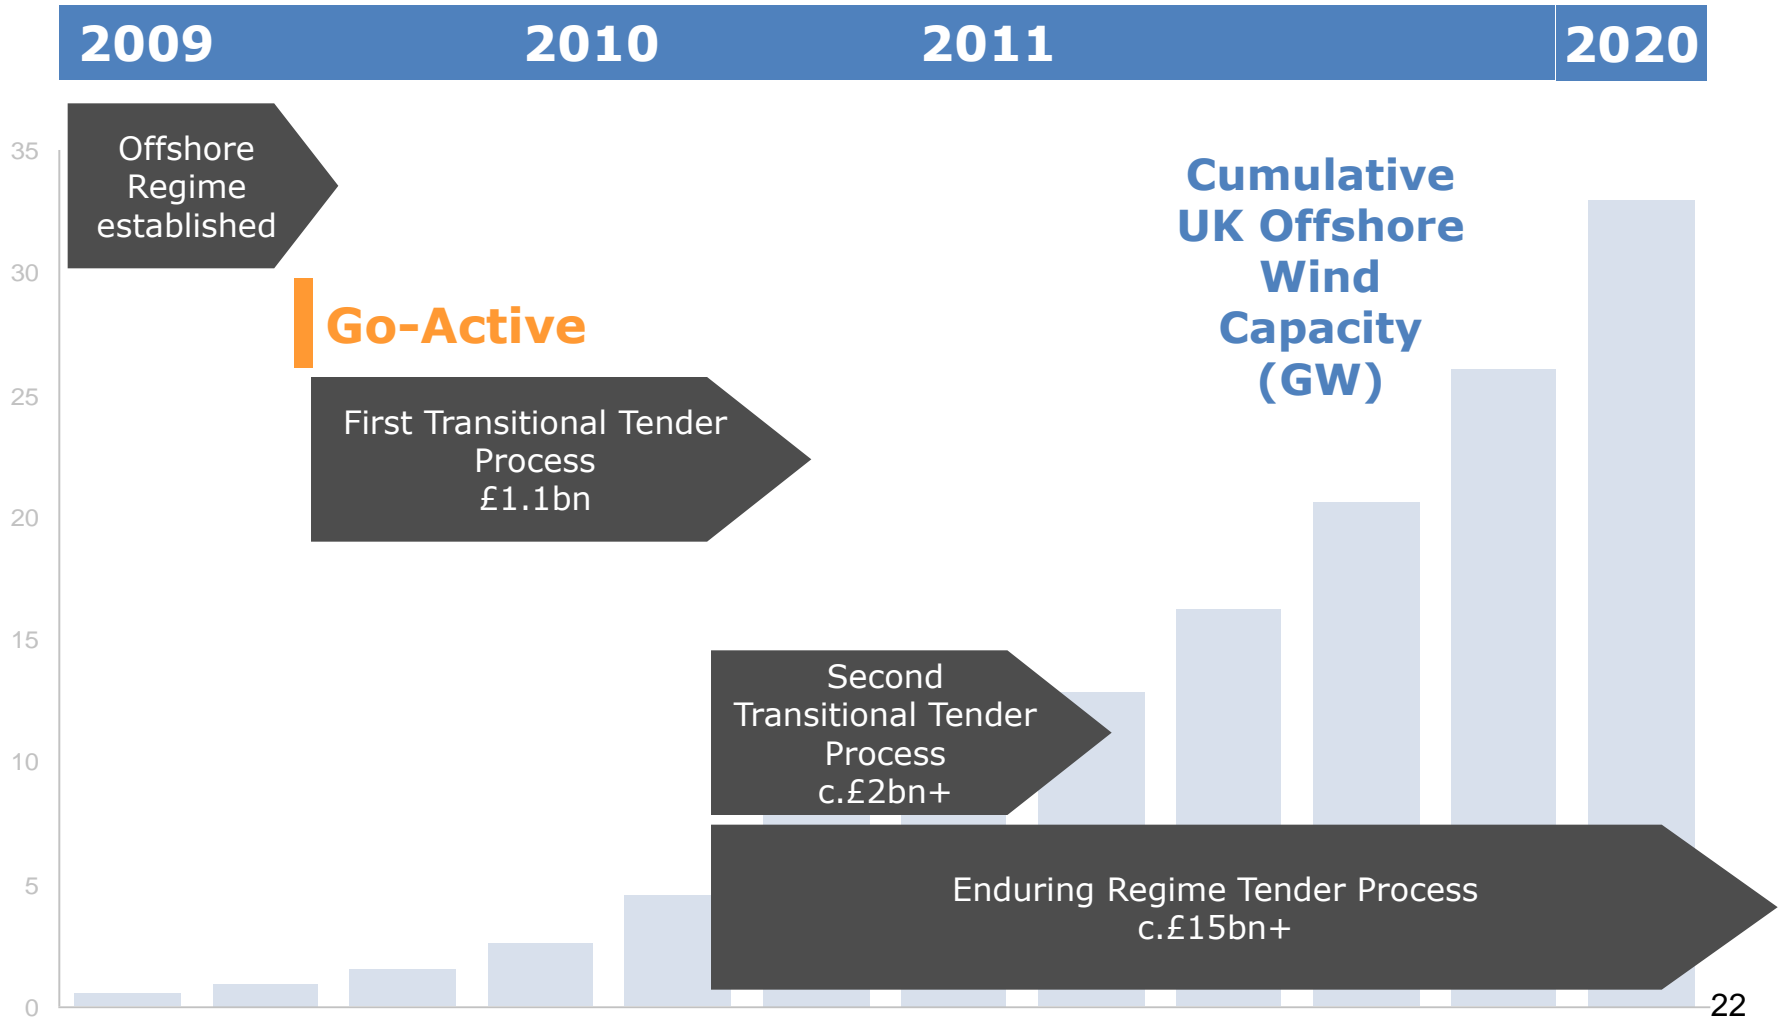 2009 2010 2011 2020
Offshore
Regime
established
Go-Active
First Transitional Tender
Process
£1.1bn
Cumulative
UK Offshore
Wind
Capacity
(GW)
Second
Transitional Tender
Process
c.£2bn+
Enduring Regime Tender Process
c.£15bn+
35
30
25
20
15
10
5
0
22